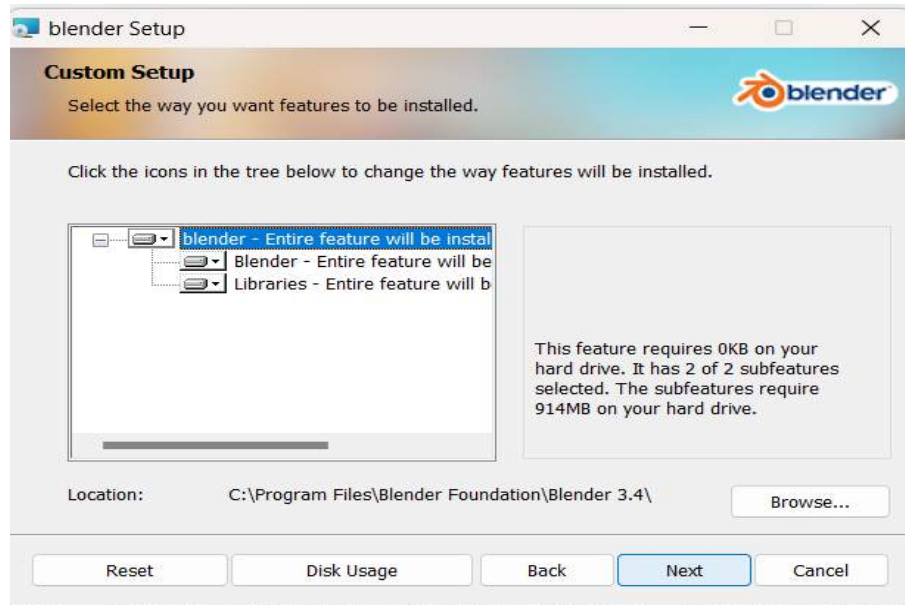 blender Setup
Custom Setup
Select the way you want features to be installed.
blender
Click the icons in the tree below to change the way features will be installed.
blender - Entire feature will be instal
Blender - Entire feature will be
Libraries - Entire feature will b
This feature requires 0KB on your
hard drive. It has 2 of 2 subfeatures
selected. The subfeatures require
914MB on your hard drive.
Location: C:\Program Files\Blender Foundation\Blender 3.4\
Browse...
Reset Disk Usage Back Next Cancel